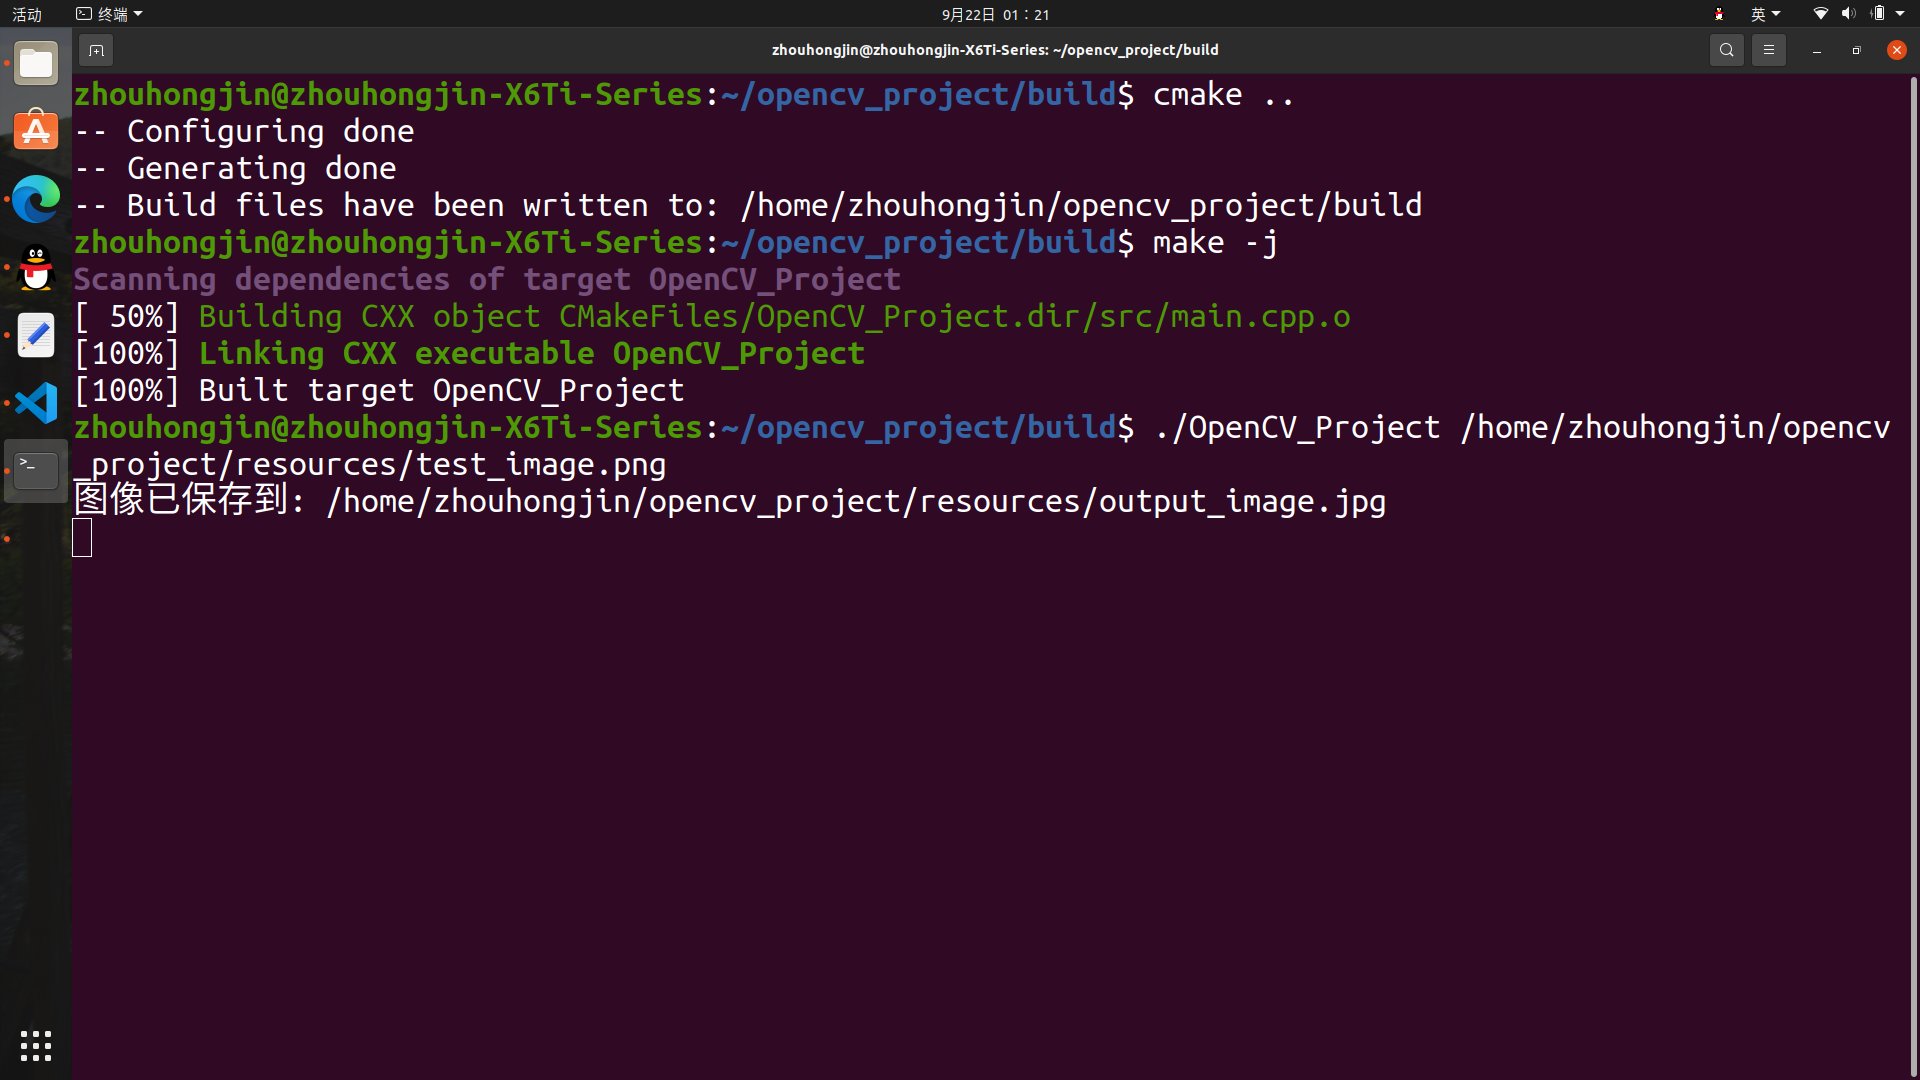 活动 终端 9月22日 01：21 英
zhouhongjin@zhouhongjin-X6Ti-Series: ~/opencv_project/build
zhouhongjin@zhouhongjin-X6Ti-Series:~/opencv_project/build$ cmake ..
-- Configuring done
-- Generating done
-- Build files have been written to: /home/zhouhongjin/opencv_project/build
zhouhongjin@zhouhongjin-X6Ti-Series:~/opencv_project/build$ make -j
Scanning dependencies of target OpenCV_Project
[ 50%] Building CXX object CMakeFiles/OpenCV_Project.dir/src/main.cpp.o
[100%] Linking CXX executable OpenCV_Project
[100%] Built target OpenCV_Project
zhouhongjin@zhouhongjin-X6Ti-Series:~/opencv_project/build$ ./OpenCV_Project /home/zhouhongjin/opencv
_project/resources/test_image.png
图像已保存到: /home/zhouhongjin/opencv_project/resources/output_image.jpg